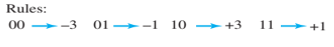 Rules:
00 → −3 01 → −1 10 → +3 11 → +1